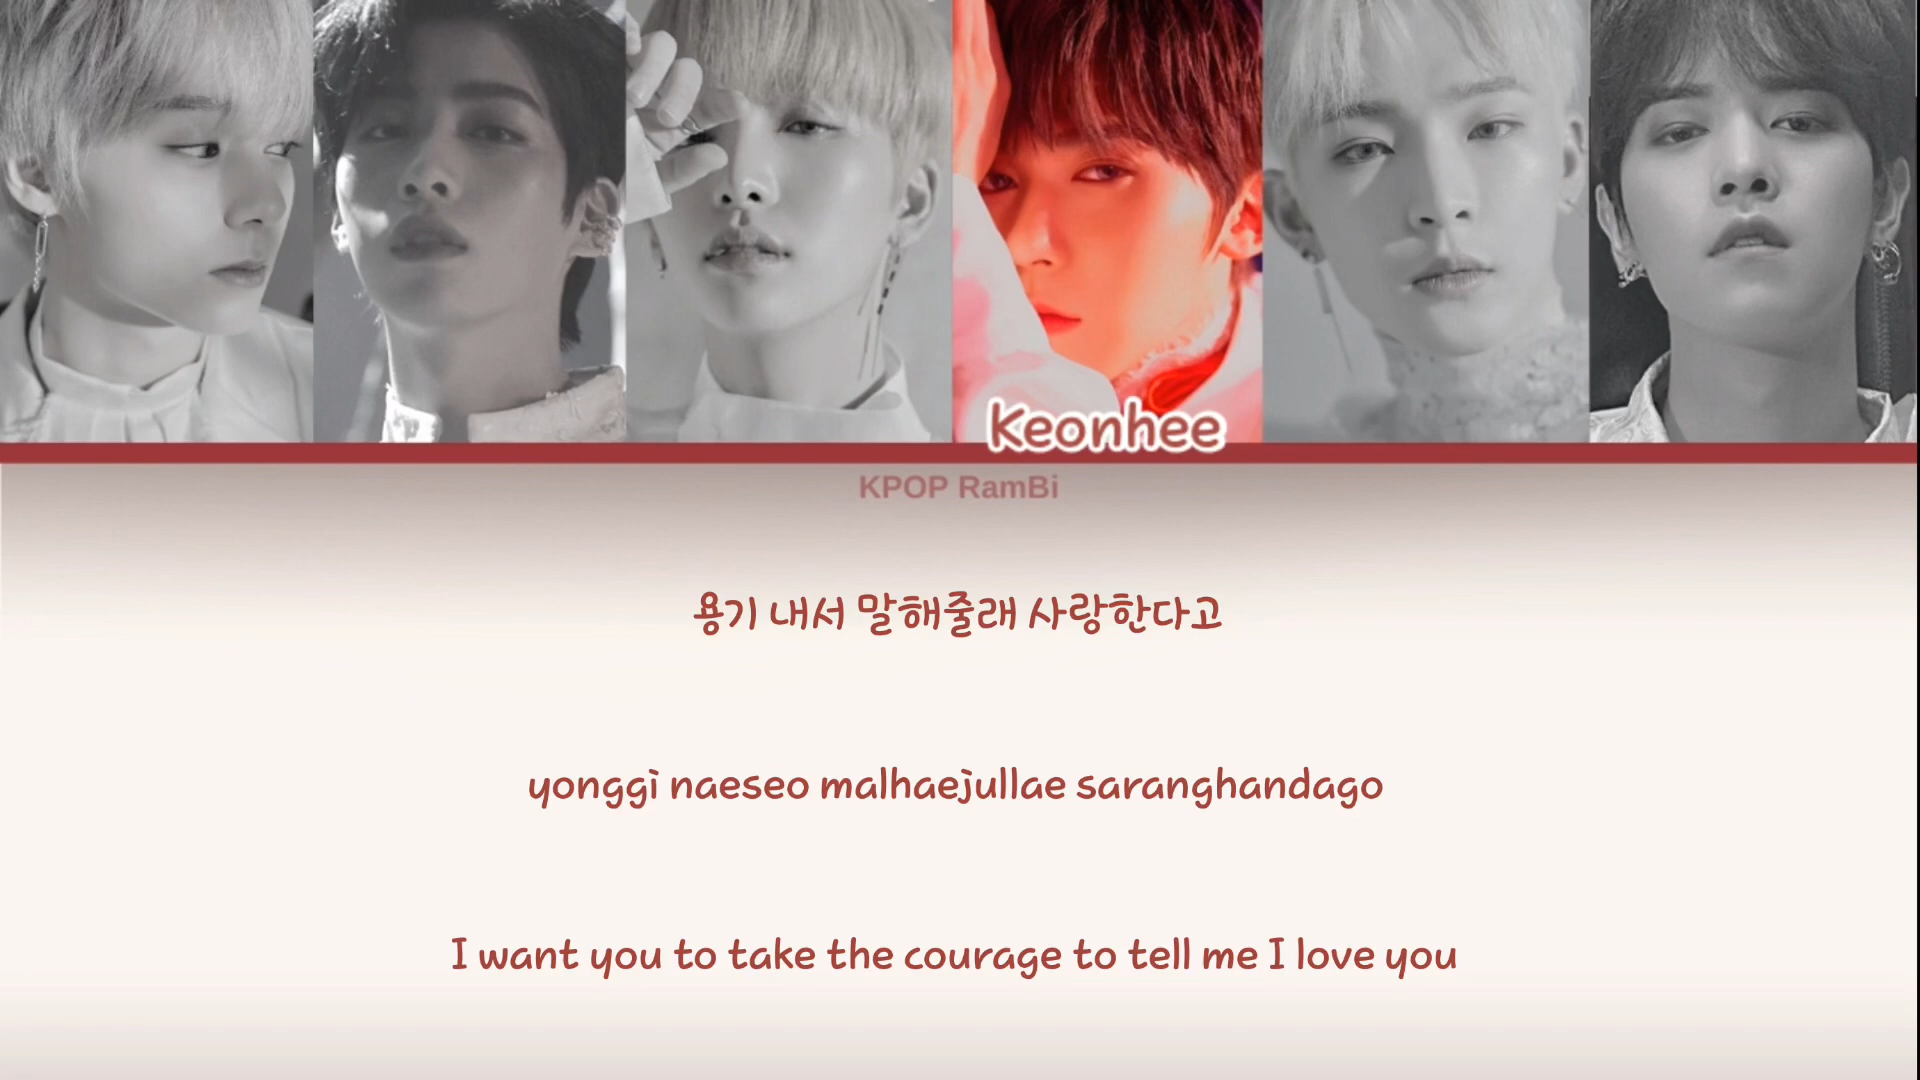 Keonhee
KPOP RamBi
용기 내서 말해줄래 사랑한다고
yonggi naeseo malhaejullae saranghandago
I want you to take the courage to tell me I love you